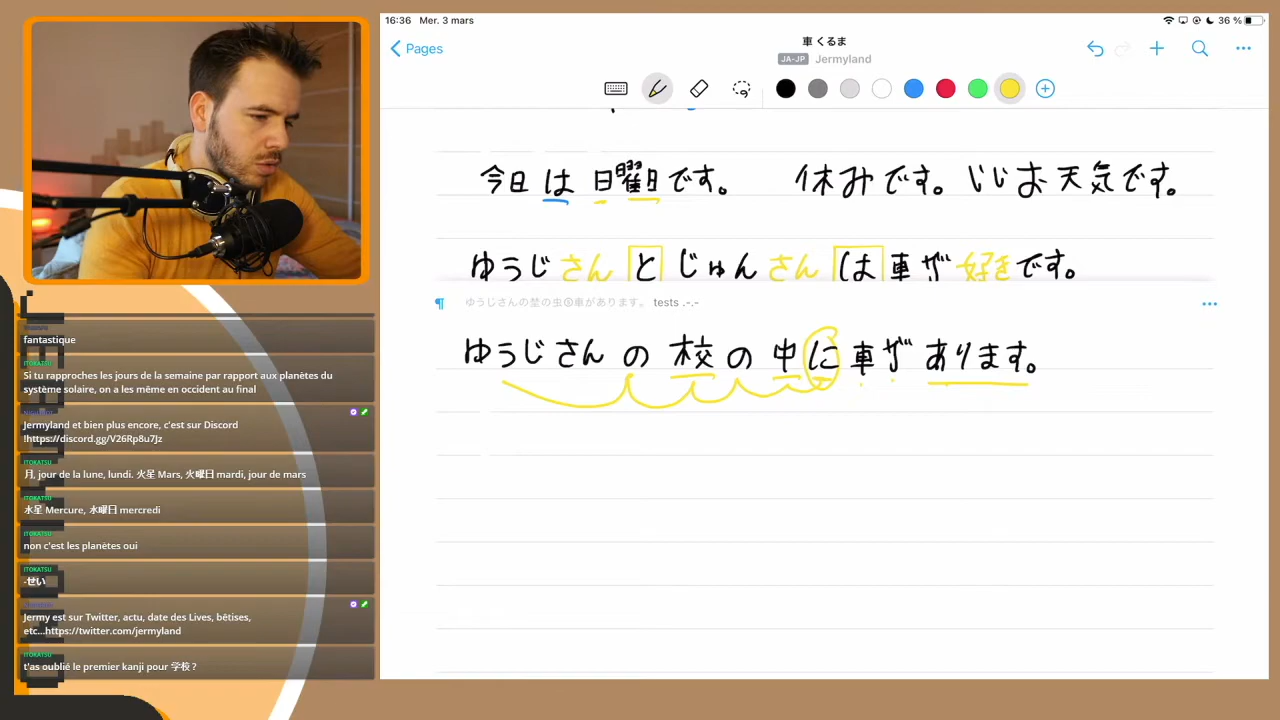 16:36 Mer. 3 mars
36 %
Pages
車 くるま
JA-JP Jermyland
今日は日曜日です。 休みです。いいお天気です。
ゆうじさんとじゅんさんは車が好きです。
tests .-.-
ゆうじさんの校の中に車があります。
fantastique
ITOKATSU
Si tu rapproches les jours de la semaine par rapport aux planètes du
système solaire, on a les même en occident au final
Jermyland et bien plus encore, c'est sur Discord
!https://discord.gg/V26Rp8u7Jz
ITOKATSU
月, jour de la lune, lundi. 火星 Mars, 火曜日 mardi, jour de mars
ITOKATSU
水星 Mercure, 水曜日 mercredi
ITOKATSU
non c'est les planètes oui
ITOKATSU
-せい
Jermy est sur Twitter, actu, date des Lives, bêtises,
etc...https://twitter.com/jermyland
ITOKATSU
t'as oublié le premier kanji pour 学校 ?